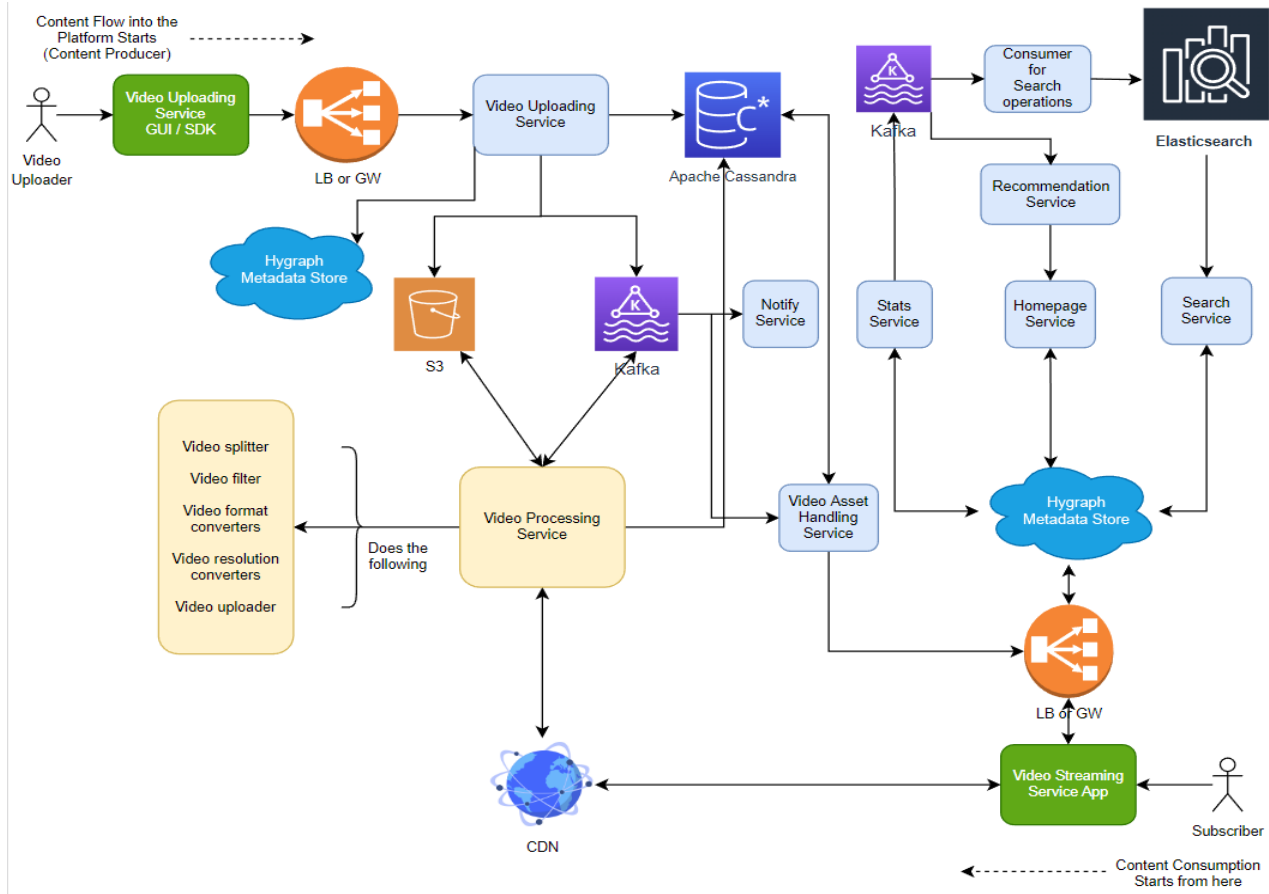 Content Flow into the
Platform Starts
(Content Producer)
Video
Uploader
Video Uploading
Service
GUI / SDK
LB or GW
Video Uploading
Service
C*
Apache Cassandra
K
Kafka
Consumer
for
Search
operations
Elasticsearch
Recommendation
Service
Hygraph
Metadata Store
S3
K
Kafka
Notify
Service
Stats
Service
Homepage
Service
Search
Service
Video splitter
Video filter
Video format
converters
Video resolution
converters
Video uploader
Does the
following
Video Processing
Service
Video Asset
Handling
Service
Hygraph
Metadata Store
LB or GW
CDN
Video Streaming
Service App
Subscriber
Content Consumption
Starts from here